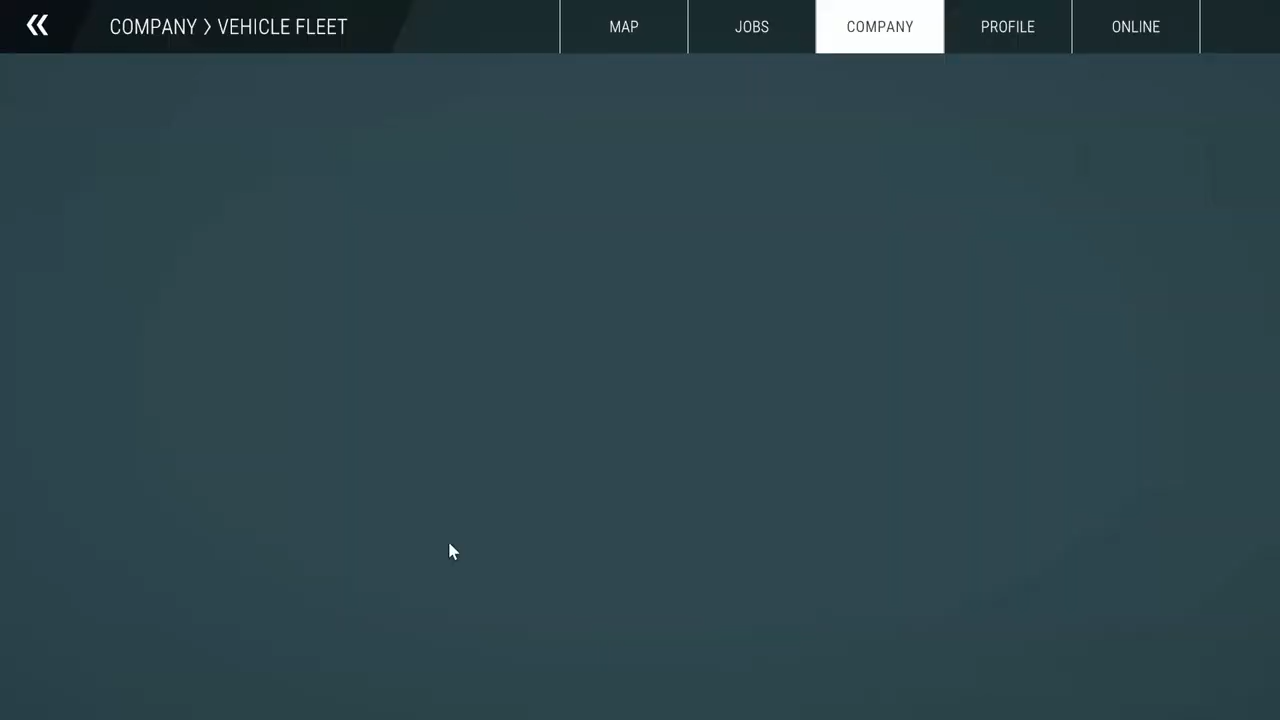 COMPANY > VEHICLE FLEET
MAP
JOBS
COMPANY
PROFILE
ONLINE